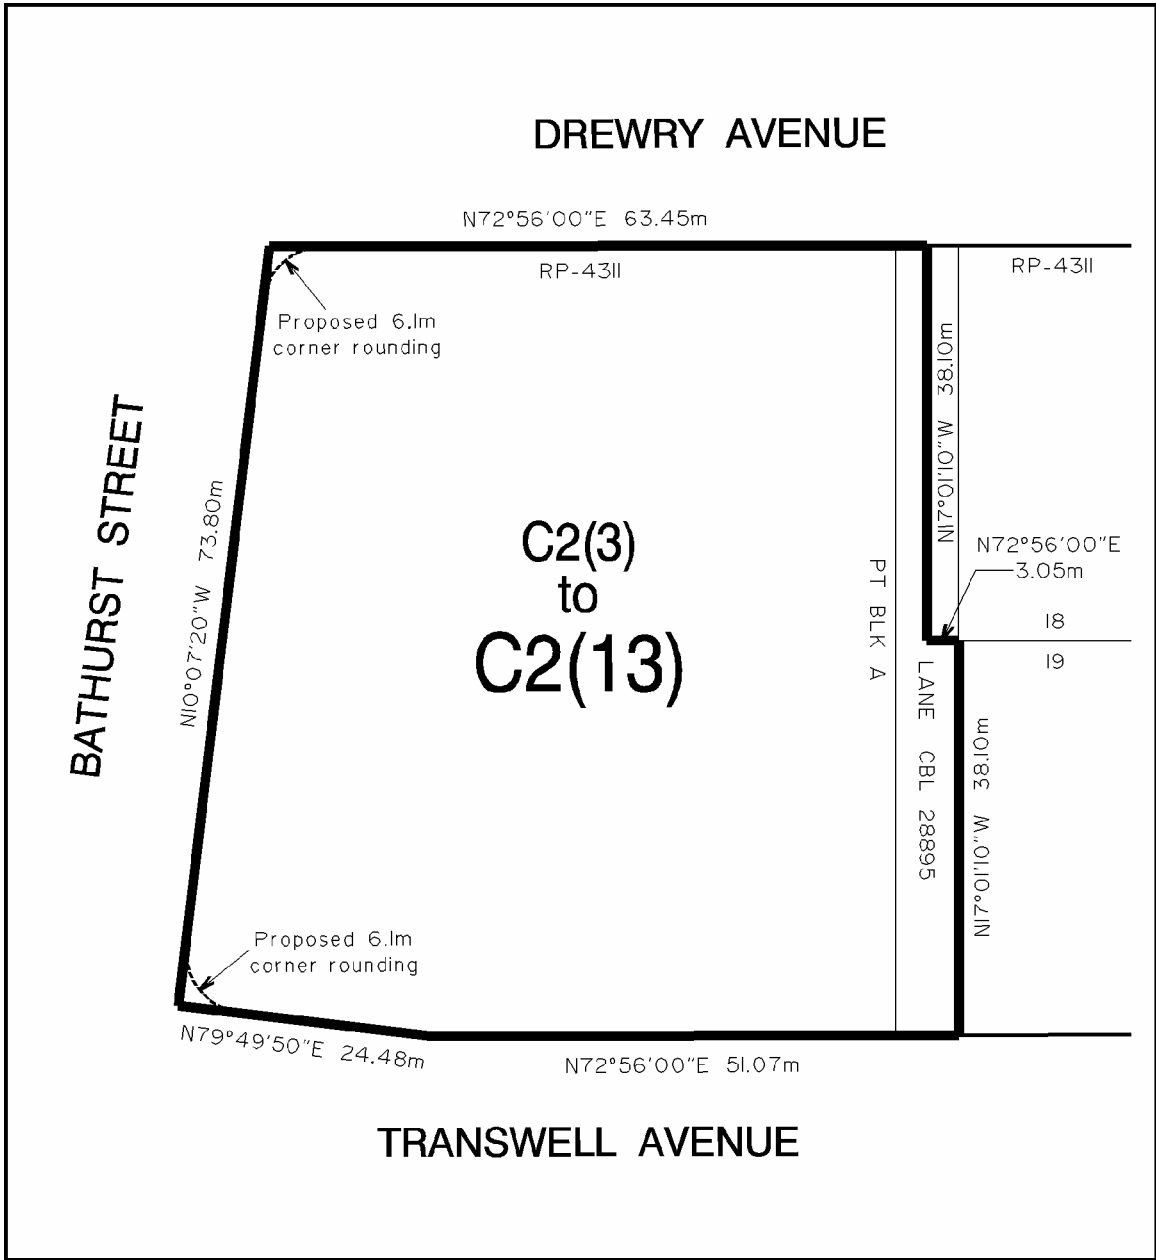 DREWRY AVENUE
N72°56'00"E 63.45m
RP-4311
RP-4311
Proposed 6.1m
corner rounding
38.10m
N17°01'10"W
BATHURST STREET
N10°07'20"W 73.80m
C2(3)
to
C2(13)
PT BLK A
N72°56'00"E
3.05m
18
19
LANE CBL 28895
N17°01'10"W 38.10m
Proposed 6.1m
corner rounding
N79°49'50"E 24.48m
N72°56'00"E 51.07m
TRANSWELL AVENUE